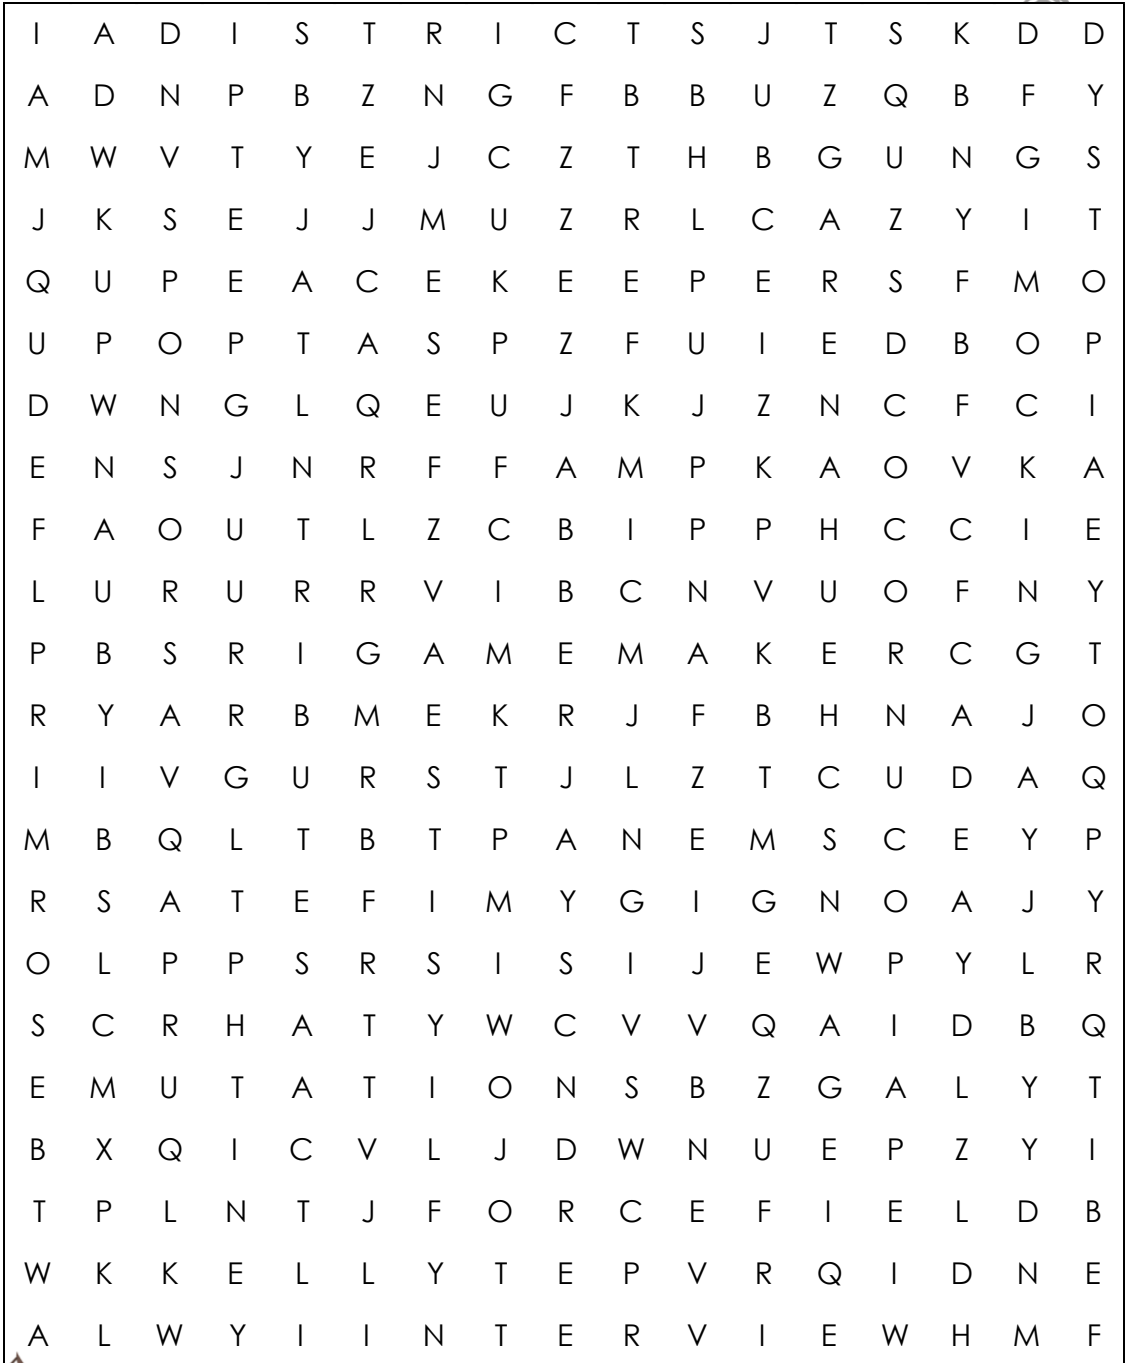 I A D I S T R I C T S J T S K D D
A D N P B Z N G F B B U Z Q B F Y
M W V T Y E J C Z T H B G U N G S
J K S E J J M U Z R L C A Z Y I T
Q U P E A C E K E E P E R S F M O
U P O P T A S P Z F U I E D B O P
D W N G L Q E U J K J Z N C F C I
E N S J N R F F A M P K A O V K A
F A O U T L Z C B I P P H C C I E
L U R U R R V I B C N V U O F N Y
P B S R I G A M E M A K E R C G T
R Y A R B M E K R J F B H N A J O
I I V G U R S T J L Z T C U D A Q
M B Q L T B T P A N E M S C E Y P
R S A T E F I M Y G I G N O A J Y
O L P P S R S I S I J E W P Y L R
S C R H A T Y W C V V Q A I D B Q
E M U T A T I O N S B Z G A L Y T
B X Q I C V L J D W N U E P Z Y I
T P L N T J F O R C E F I E L D B
W K K E L L Y T E P V R Q I D N E
A L W Y I I N T E R V I E W H M F